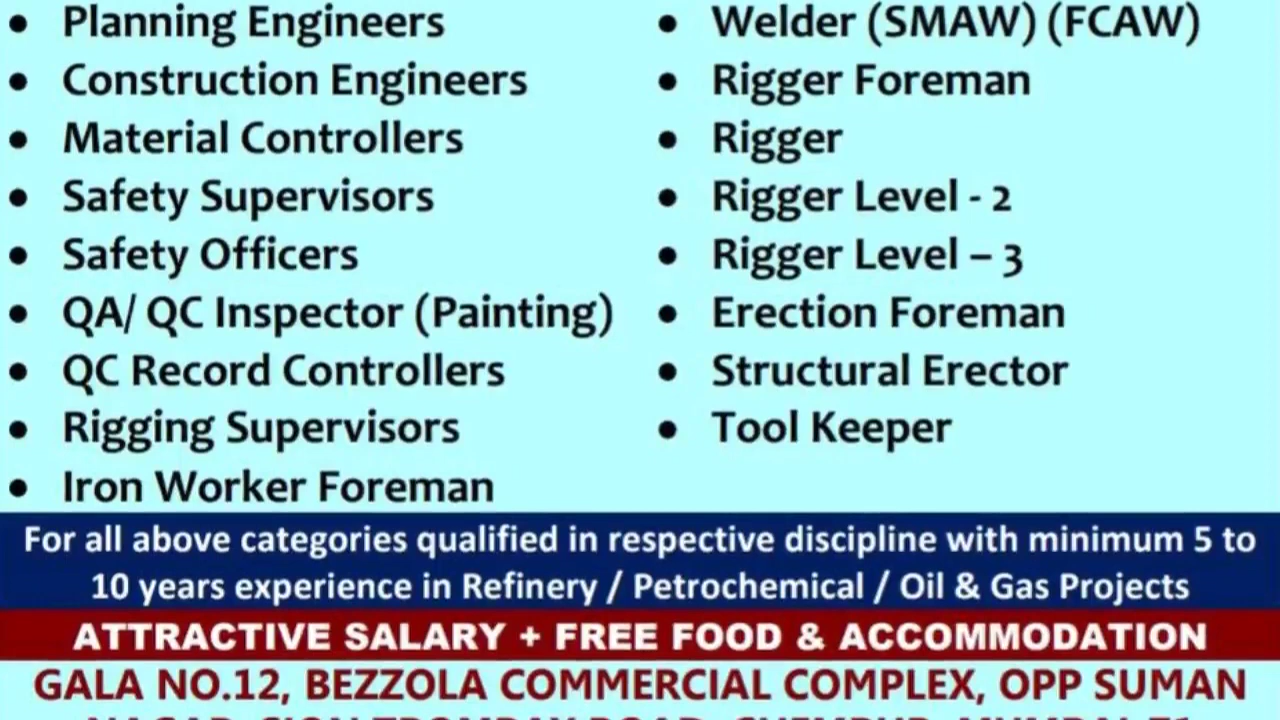 • Planning Engineers
• Construction Engineers
• Material Controllers
• Safety Supervisors
• Safety Officers
• QA/ QC Inspector (Painting)
• QC Record Controllers
• Rigging Supervisors
• Iron Worker Foreman
• Welder (SMAW) (FCAW)
• Rigger Foreman
• Rigger
• Rigger Level - 2
• Rigger Level – 3
• Erection Foreman
• Structural Erector
• Tool Keeper
For all above categories qualified in respective discipline with minimum 5 to
10 years experience in Refinery / Petrochemical / Oil & Gas Projects
ATTRACTIVE SALARY + FREE FOOD & ACCOMMODATION
GALA NO.12, BEZZOLA COMMERCIAL COMPLEX, OPP SUMAN